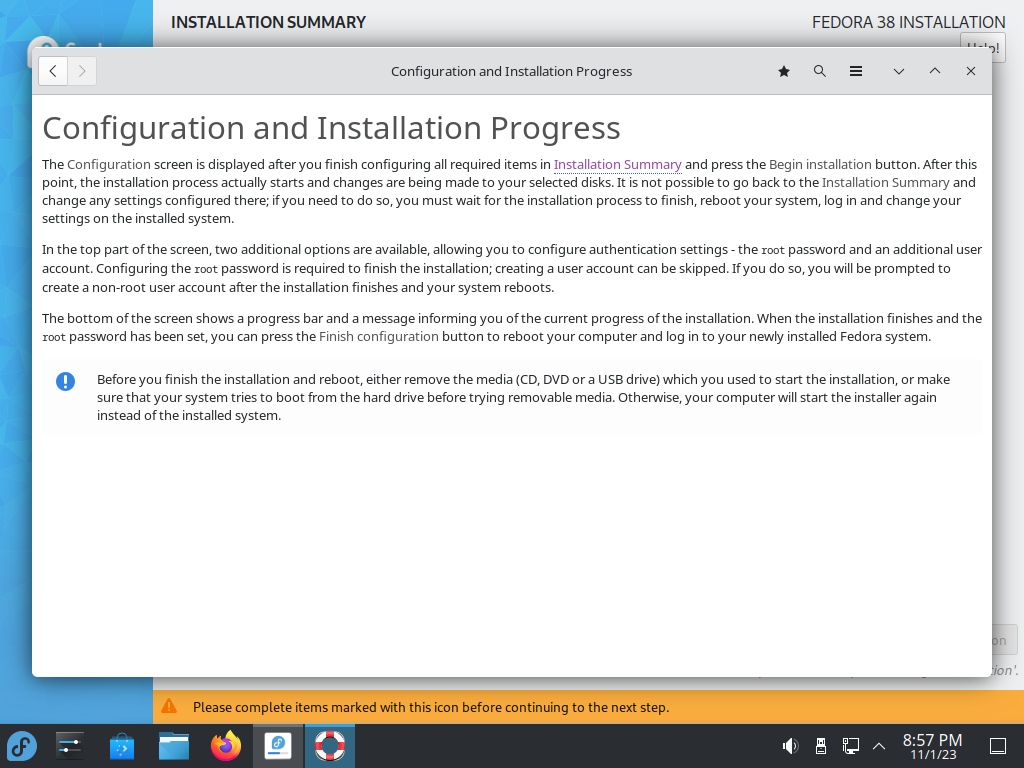 INSTALLATION SUMMARY
FEDORA 38 INSTALLATION
Help!
Configuration and Installation Progress
Configuration and Installation Progress
The Configuration screen is displayed after you finish configuring all required items in Installation Summary and press the Begin installation button. After this
point, the installation process actually starts and changes are being made to your selected disks. It is not possible to go back to the Installation Summary and
change any settings configured there; if you need to do so, you must wait for the installation process to finish, reboot your system, log in and change your
settings on the installed system.
In the top part of the screen, two additional options are available, allowing you to configure authentication settings - the root password and an additional user
account. Configuring the root password is required to finish the installation; creating a user account can be skipped. If you do so, you will be prompted to
create a non-root user account after the installation finishes and your system reboots.
The bottom of the screen shows a progress bar and a message informing you of the current progress of the installation. When the installation finishes and the
root password has been set, you can press the Finish configuration button to reboot your computer and log in to your newly installed Fedora system.
Before you finish the installation and reboot, either remove the media (CD, DVD or a USB drive) which you used to start the installation, or make
sure that your system tries to boot from the hard drive before trying removable media. Otherwise, your computer will start the installer again
instead of the installed system.
Please complete items marked with this icon before continuing to the next step.
8:57 PM
11/1/23